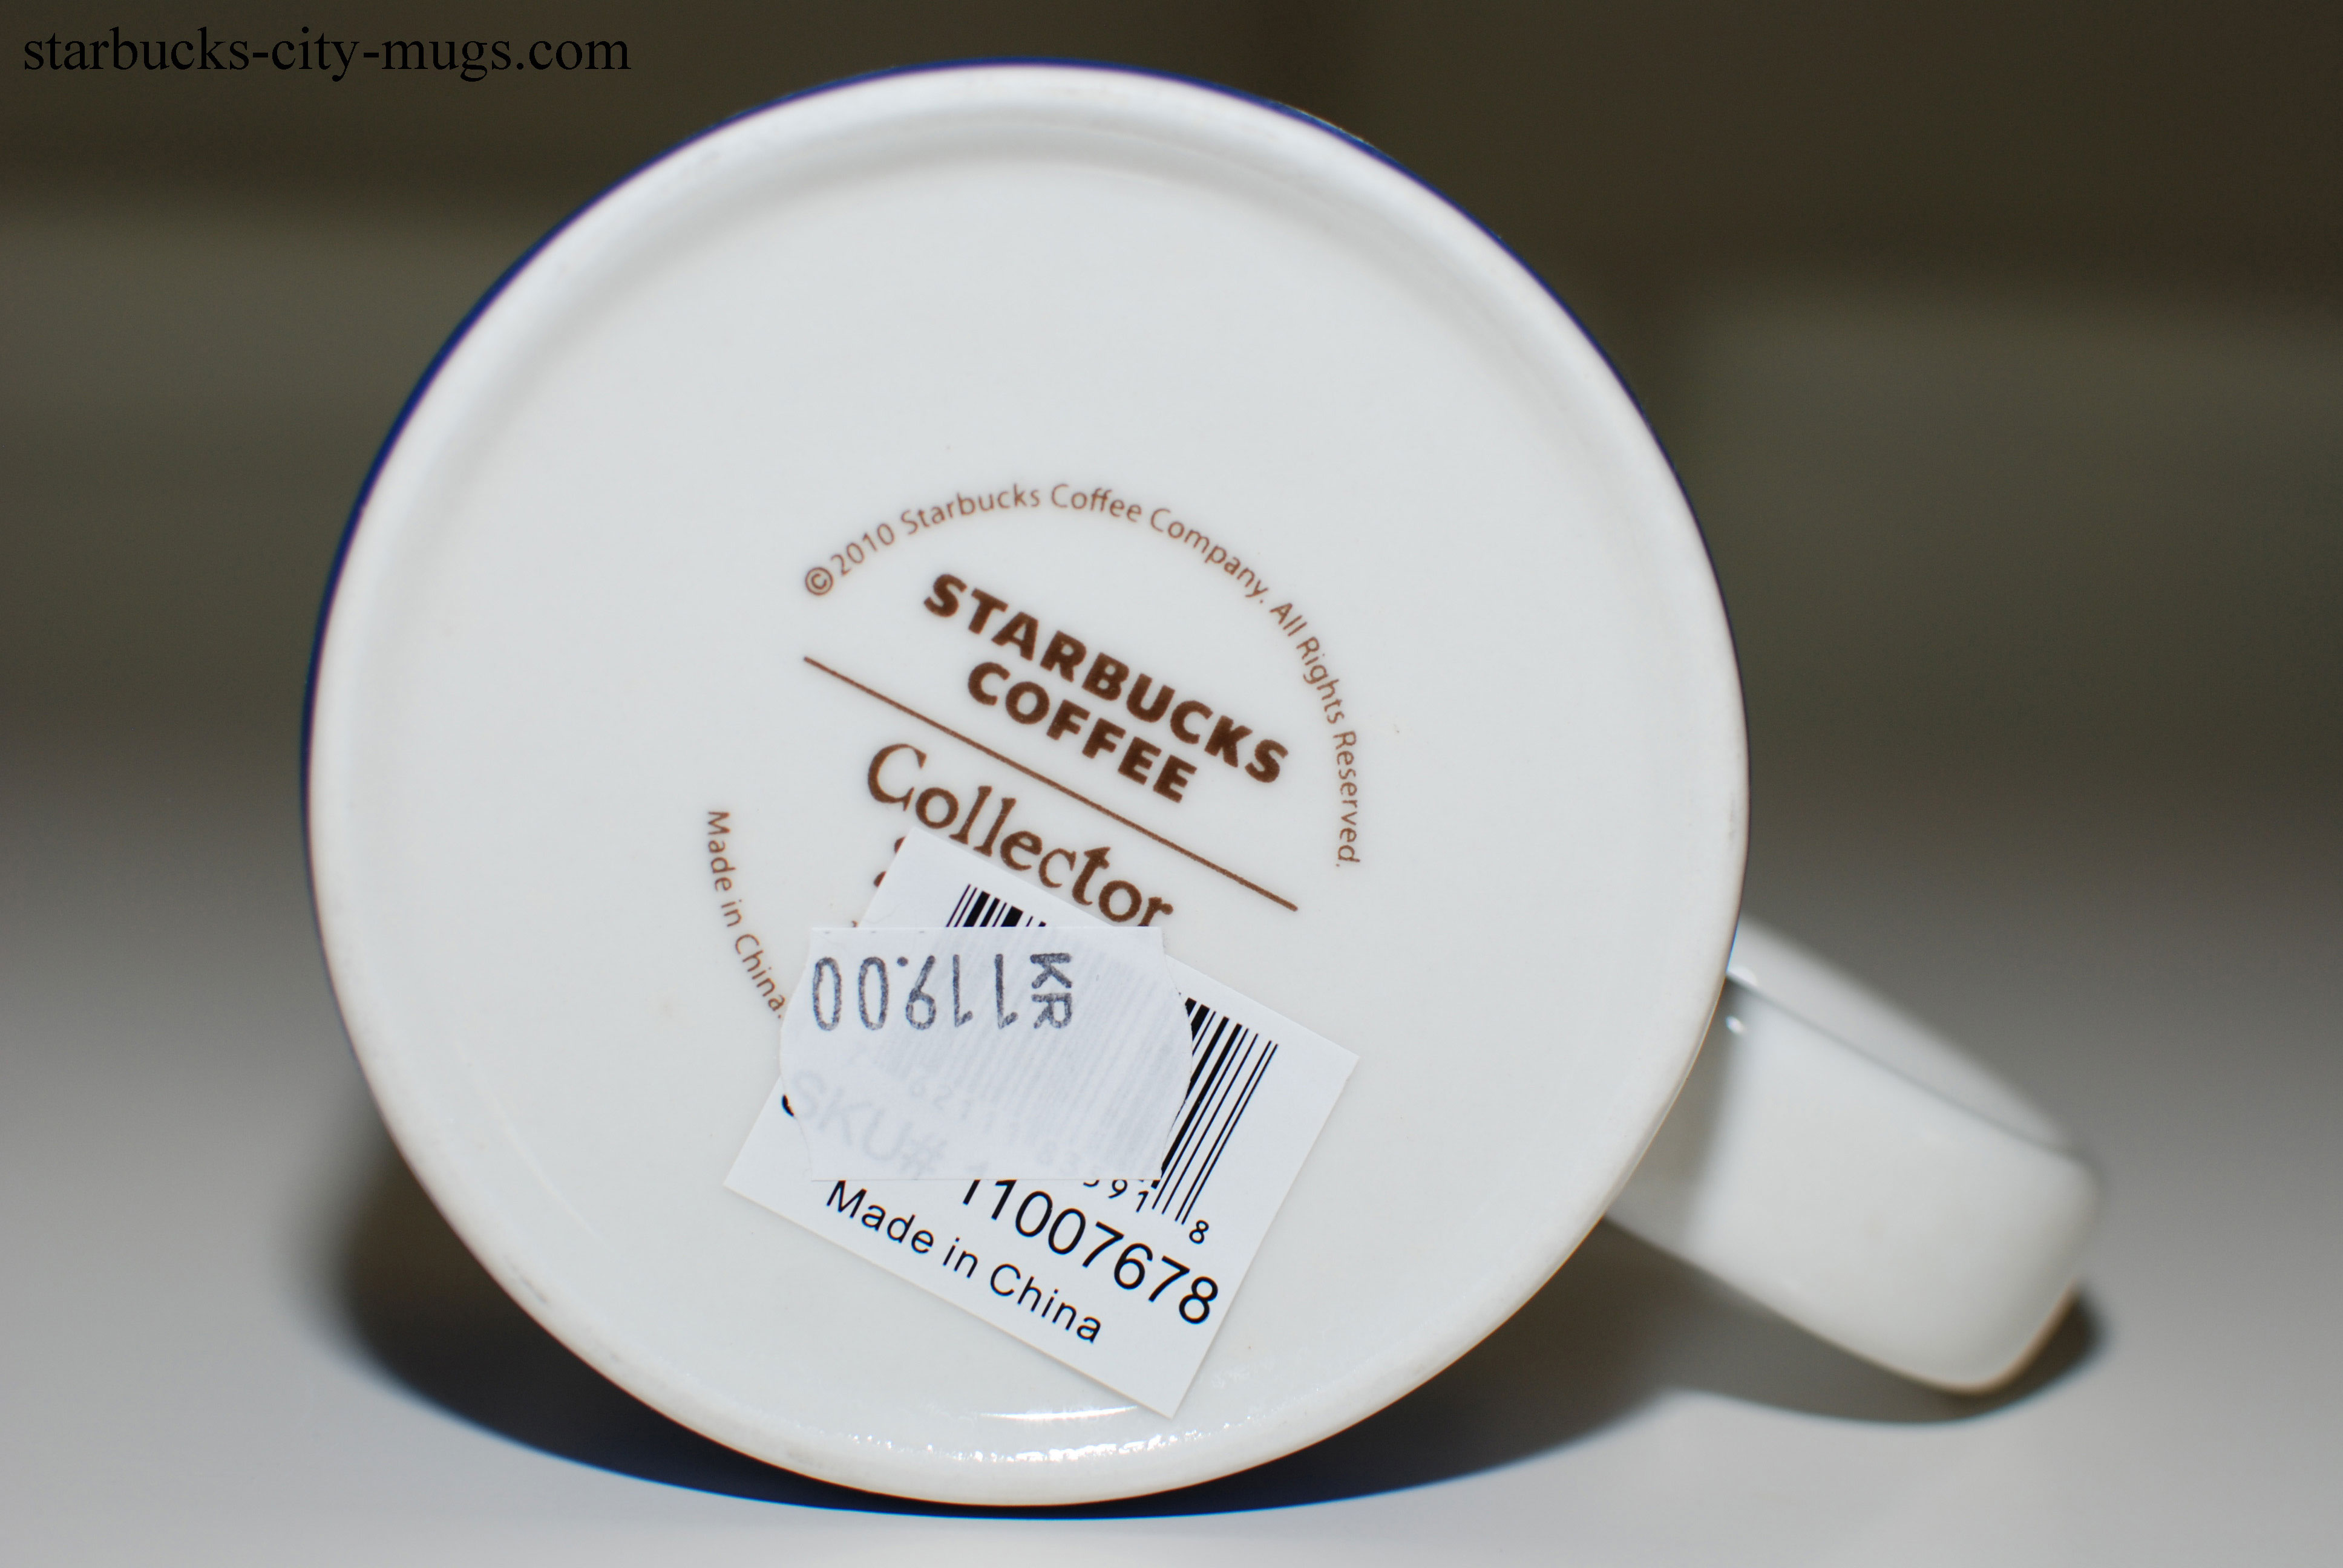 starbucks-city-mugs.com
©2010 Starbucks Coffee Company. All Rights Reserved.
STARBUCKS
COFFEE
Collector
Made in China.
KR
119.00
SKU# 11007678
Made in China